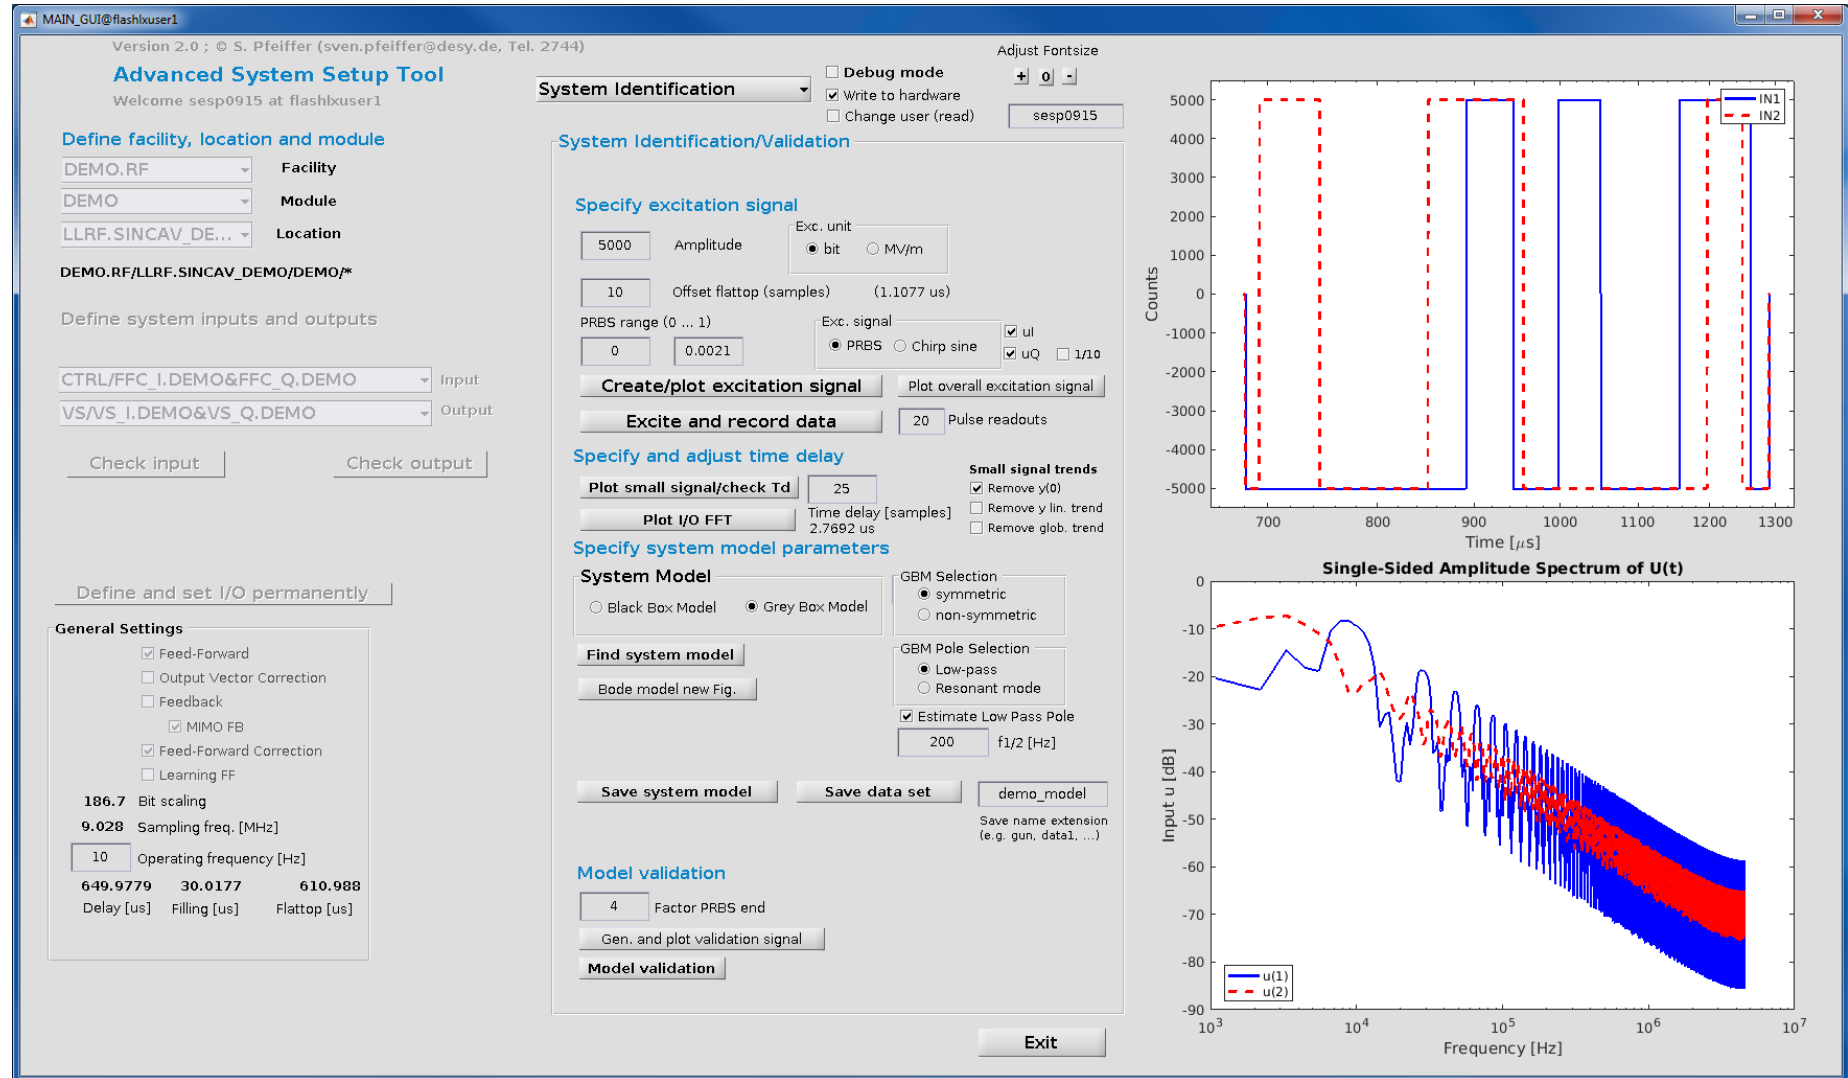 MAIN_GUI@flashlxuser1
Version 2.0 ; © S. Pfeiffer (sven.pfeiffer@desy.de, Tel. 2744)
Advanced System Setup Tool
Welcome sesp0915 at flashlxuser1
Define facility, location and module
DEMO.RF Facility
DEMO Module
LLRF.SINCAV_DE... Location
DEMO.RF/LLRF.SINCAV_DEMO/DEMO/*
Define system inputs and outputs
CTRL/FFC_I.DEMO&FFC_Q.DEMO Input
VS/VS_I.DEMO&VS_Q.DEMO Output
Check input Check output
Define and set I/O permanently
General Settings
Feed-Forward
Output Vector Correction
Feedback
MIMO FB
Feed-Forward Correction
Learning FF
186.7 Bit scaling
9.028 Sampling freq. [MHz]
10 Operating frequency [Hz]
649.9779 30.0177 610.988
Delay [us] Filling [us] Flattop [us]
System Identification
Debug mode
Write to hardware
Change user (read)
Adjust Fontsize
+ 0 -
sesp0915
System Identification/Validation
Specify excitation signal
5000 Amplitude
Exc. unit
bit MV/m
10 Offset flattop (samples) (1.1077 us)
PRBS range (0 ... 1)
0 0.0021
Exc. signal
PRBS Chirp sine
uI
uQ 1/10
Create/plot excitation signal Plot overall excitation signal
Excite and record data 20 Pulse readouts
Specify and adjust time delay
Plot small signal/check Td 25
Plot I/O FFT
Time delay [samples]
2.7692 us
Small signal trends
Remove y(0)
Remove y lin. trend
Remove glob. trend
Specify system model parameters
System Model
Black Box Model Grey Box Model
GBM Selection
symmetric
non-symmetric
Find system model
Bode model new Fig.
GBM Pole Selection
Low-pass
Resonant mode
Estimate Low Pass Pole
200 f1/2 [Hz]
Save system model Save data set demo_model
Save name extension
(e.g. gun, data1, ...)
Model validation
4 Factor PRBS end
Gen. and plot validation signal
Model validation
Exit
IN1
IN2
5000
4000
3000
2000
1000
0
-1000
-2000
-3000
-4000
-5000
Counts
700 800 900 1000 1100 1200 1300
Time [μs]
Single-Sided Amplitude Spectrum of U(t)
0
-10
-20
-30
-40
-50
-60
-70
-80
-90
Input u [dB]
u(1)
u(2)
10³ 10⁴ 10⁵ 10⁶ 10⁷
Frequency [Hz]